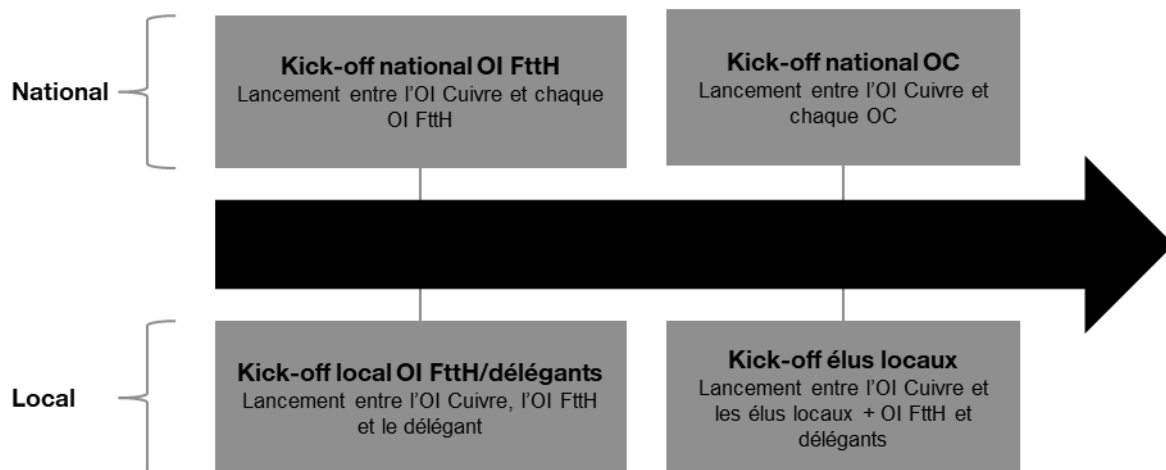 National
Kick-off national OI FttH
Lancement entre l'OI Cuivre et chaque
OI FttH
Kick-off national OC
Lancement entre l'OI Cuivre et
chaque OC
Local
Kick-off local OI FttH/délégants
Lancement entre l'OI Cuivre, l'OI FttH
et le délégant
Kick-off élus locaux
Lancement entre l'OI Cuivre et
les élus locaux + OI FttH et
délégants